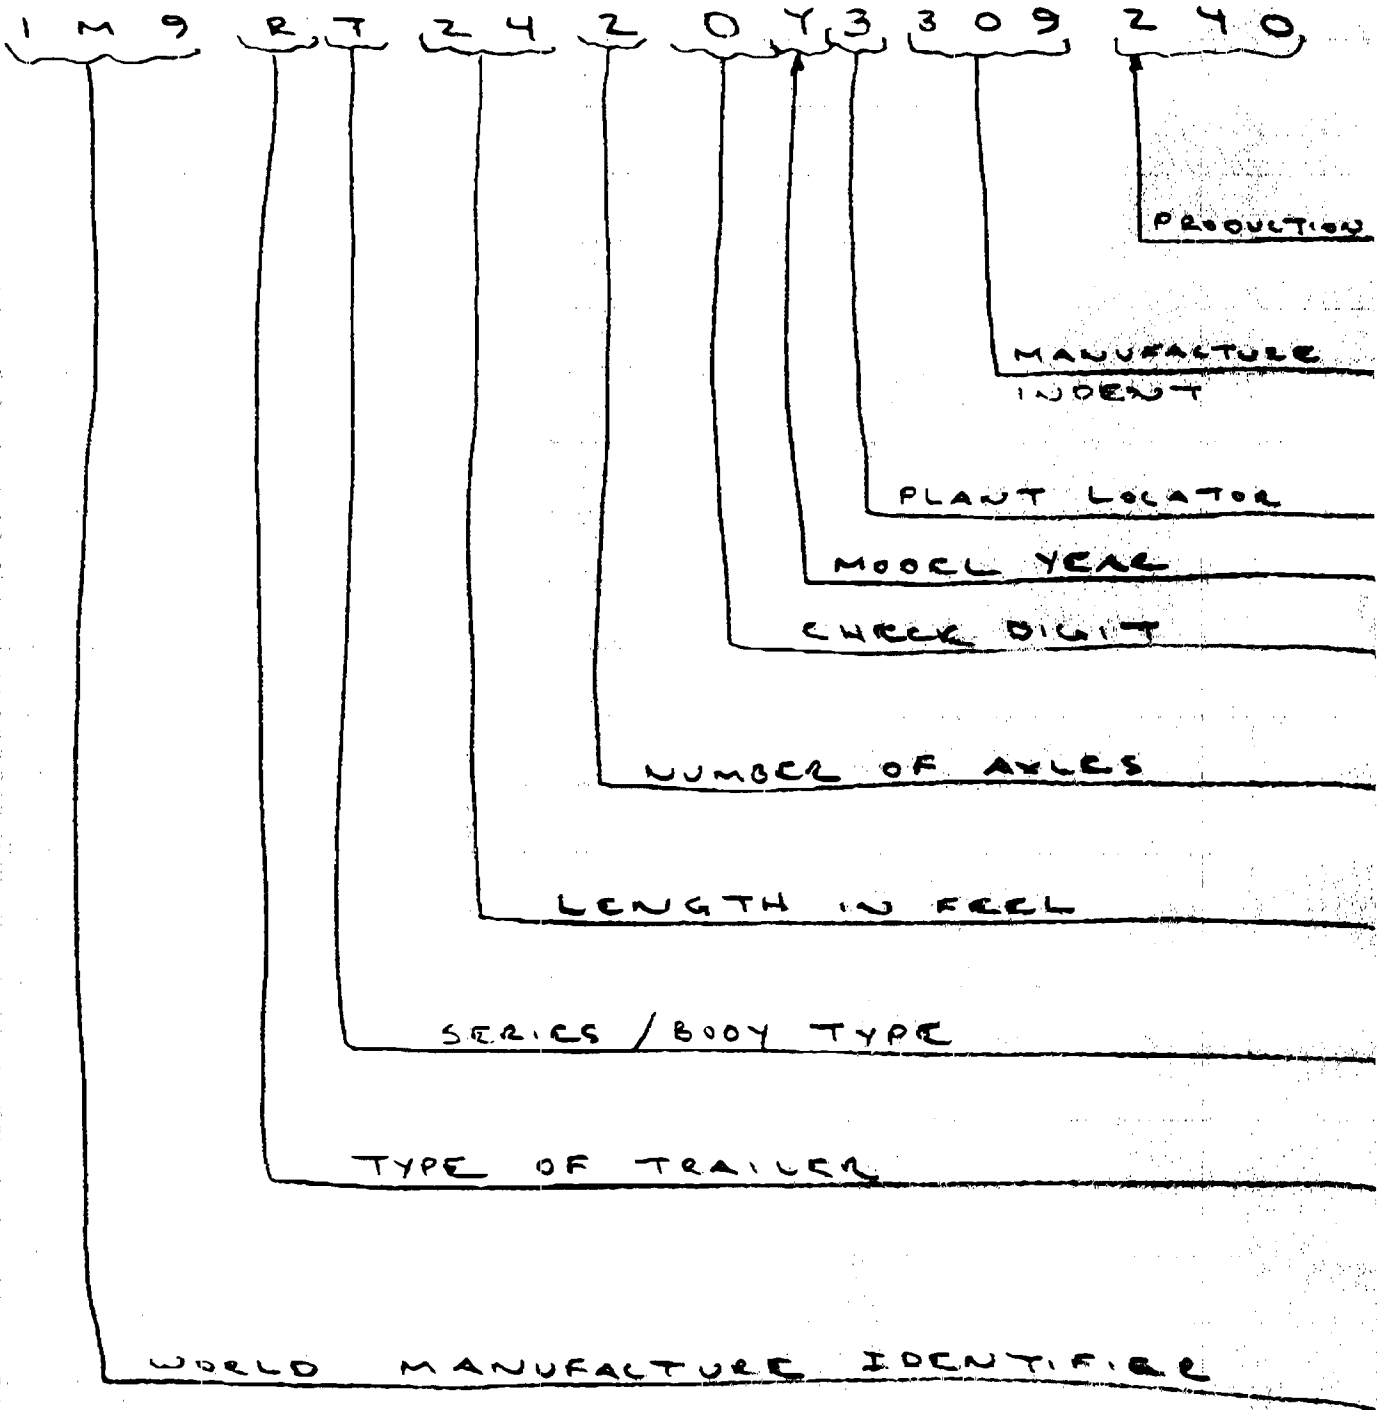 1 M 9 R T 2 4 2 0 Y 3 3 0 9 2 4 0
PRODUCTION
MANUFACTURE
INDENT
PLANT LOCATOR
MODEL YEAR
CHECK DIGIT
NUMBER OF AXLES
LENGTH IN FEEL
SERIES / BODY TYPE
TYPE OF TRAILER
WORLD MANUFACTURE IDENTIFIER